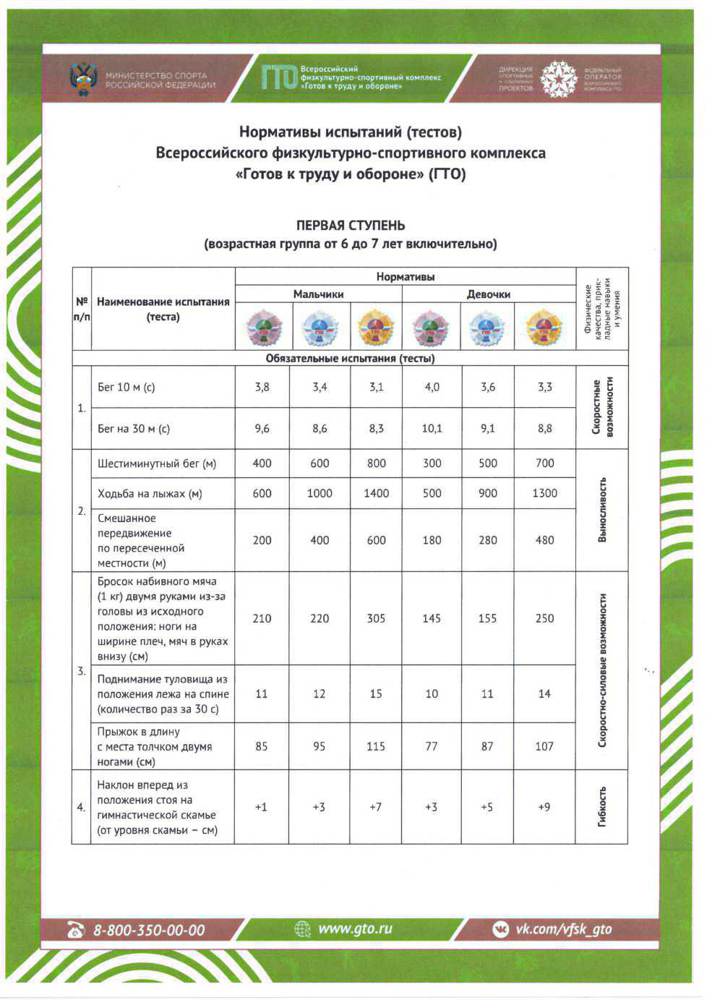 МИНИСТЕРСТВО СПОРТА
РОССИЙСКОЙ ФЕДЕРАЦИИ
ГТО
Всероссийский
физкультурно-спортивный комплекс
«Готов к труду и обороне»
ДИРЕКЦИЯ
СПОРТИВНЫХ
И СОЦИАЛЬНЫХ
ПРОЕКТОВ
ФЕДЕРАЛЬНЫЙ
ОПЕРАТОР
ВСЕРОССИЙСКОГО
КОМПЛЕКСА ГТО
Нормативы испытаний (тестов)
Всероссийского физкультурно-спортивного комплекса
«Готов к труду и обороне» (ГТО)
ПЕРВАЯ СТУПЕНЬ
(возрастная группа от 6 до 7 лет включительно)
№
п/п
Наименование испытания
(теста)
Нормативы
Мальчики
Девочки
ГТО ГТО ГТО ГТО ГТО ГТО
Физические
качества, прик-
ладные навыки
и умения
Обязательные испытания (тесты)
1.
Бег 10 м (с) 3,8 3,4 3,1 4,0 3,6 3,3
Бег на 30 м (с) 9,6 8,6 8,3 10,1 9,1 8,8
Скоростные
возможности
2.
Шестиминутный бег (м) 400 600 800 300 500 700
Ходьба на лыжах (м) 600 1000 1400 500 900 1300
Смешанное
передвижение
по пересеченной
местности (м)
200 400 600 180 280 480
Выносливость
3.
Бросок набивного мяча
(1 кг) двумя руками из-за
головы из исходного
положения: ноги на
ширине плеч, мяч в руках
внизу (см)
210 220 305 145 155 250
Поднимание туловища из
положения лежа на спине
(количество раз за 30 с)
11 12 15 10 11 14
Прыжок в длину
с места толчком двумя
ногами (см)
85 95 115 77 87 107
Скоростно-силовые возможности
4.
Наклон вперед из
положения стоя на
гимнастической скамье
(от уровня скамьи – см)
+1 +3 +7 +3 +5 +9
Гибкость
8-800-350-00-00
www.gto.ru
vk.com/vfsk_gto